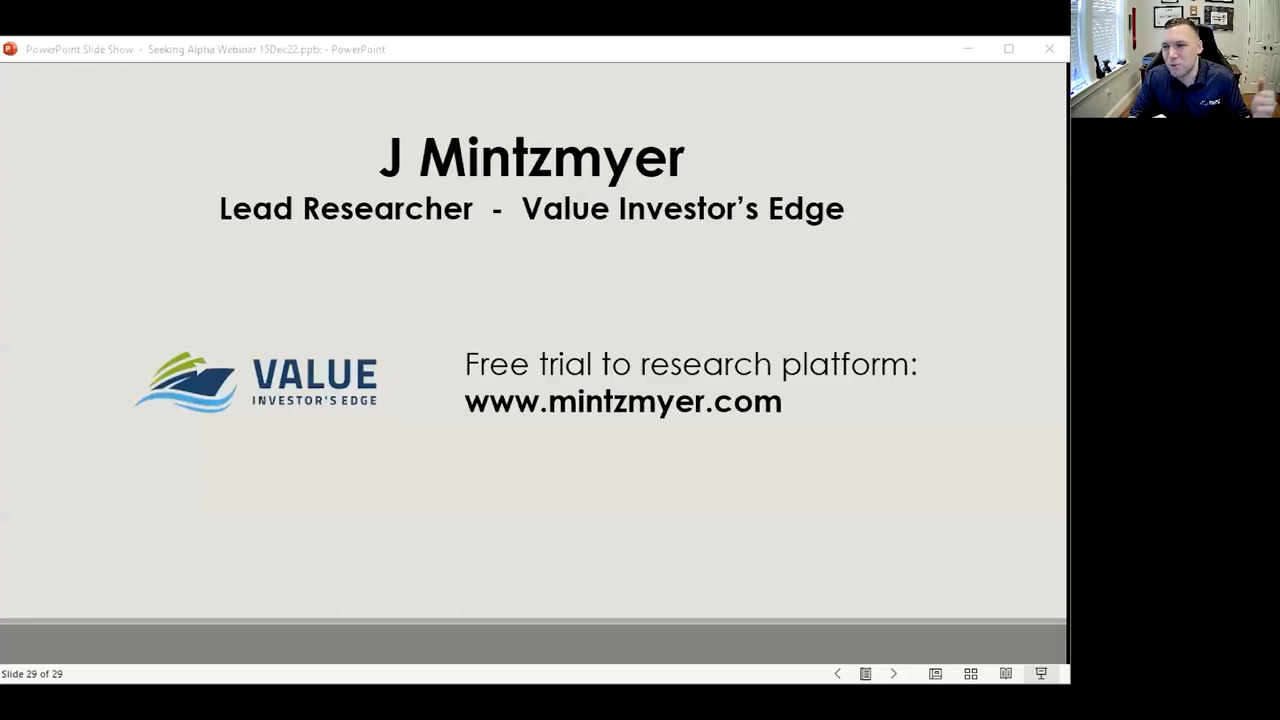 PowerPoint Slide Show - Seeking Alpha Webinar 15Dec22.pptx - PowerPoint
J Mintzmyer
Lead Researcher - Value Investor's Edge
VALUE
INVESTOR'S EDGE
Free trial to research platform:
www.mintzmyer.com
Slide 29 of 29